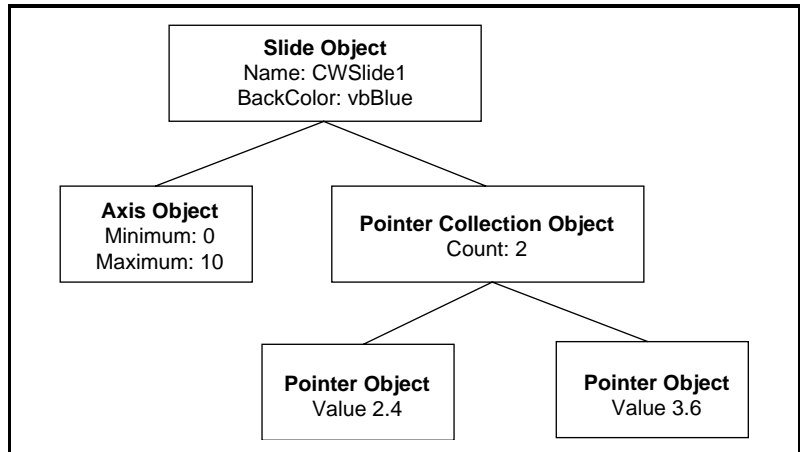 Slide Object
Name: CWSlide1
BackColor: vbBlue
Axis Object
Minimum: 0
Maximum: 10
Pointer Collection Object
Count: 2
Pointer Object
Value 2.4
Pointer Object
Value 3.6